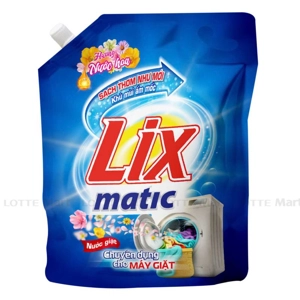 Hương
Nước hoa
SẠCH THƠM NHƯ MỚI
Khử mùi ẩm mốc
Lix
matic
Nước giặt
Chuyên dụng
cho MÁY GIẶT
LOTTE Mart